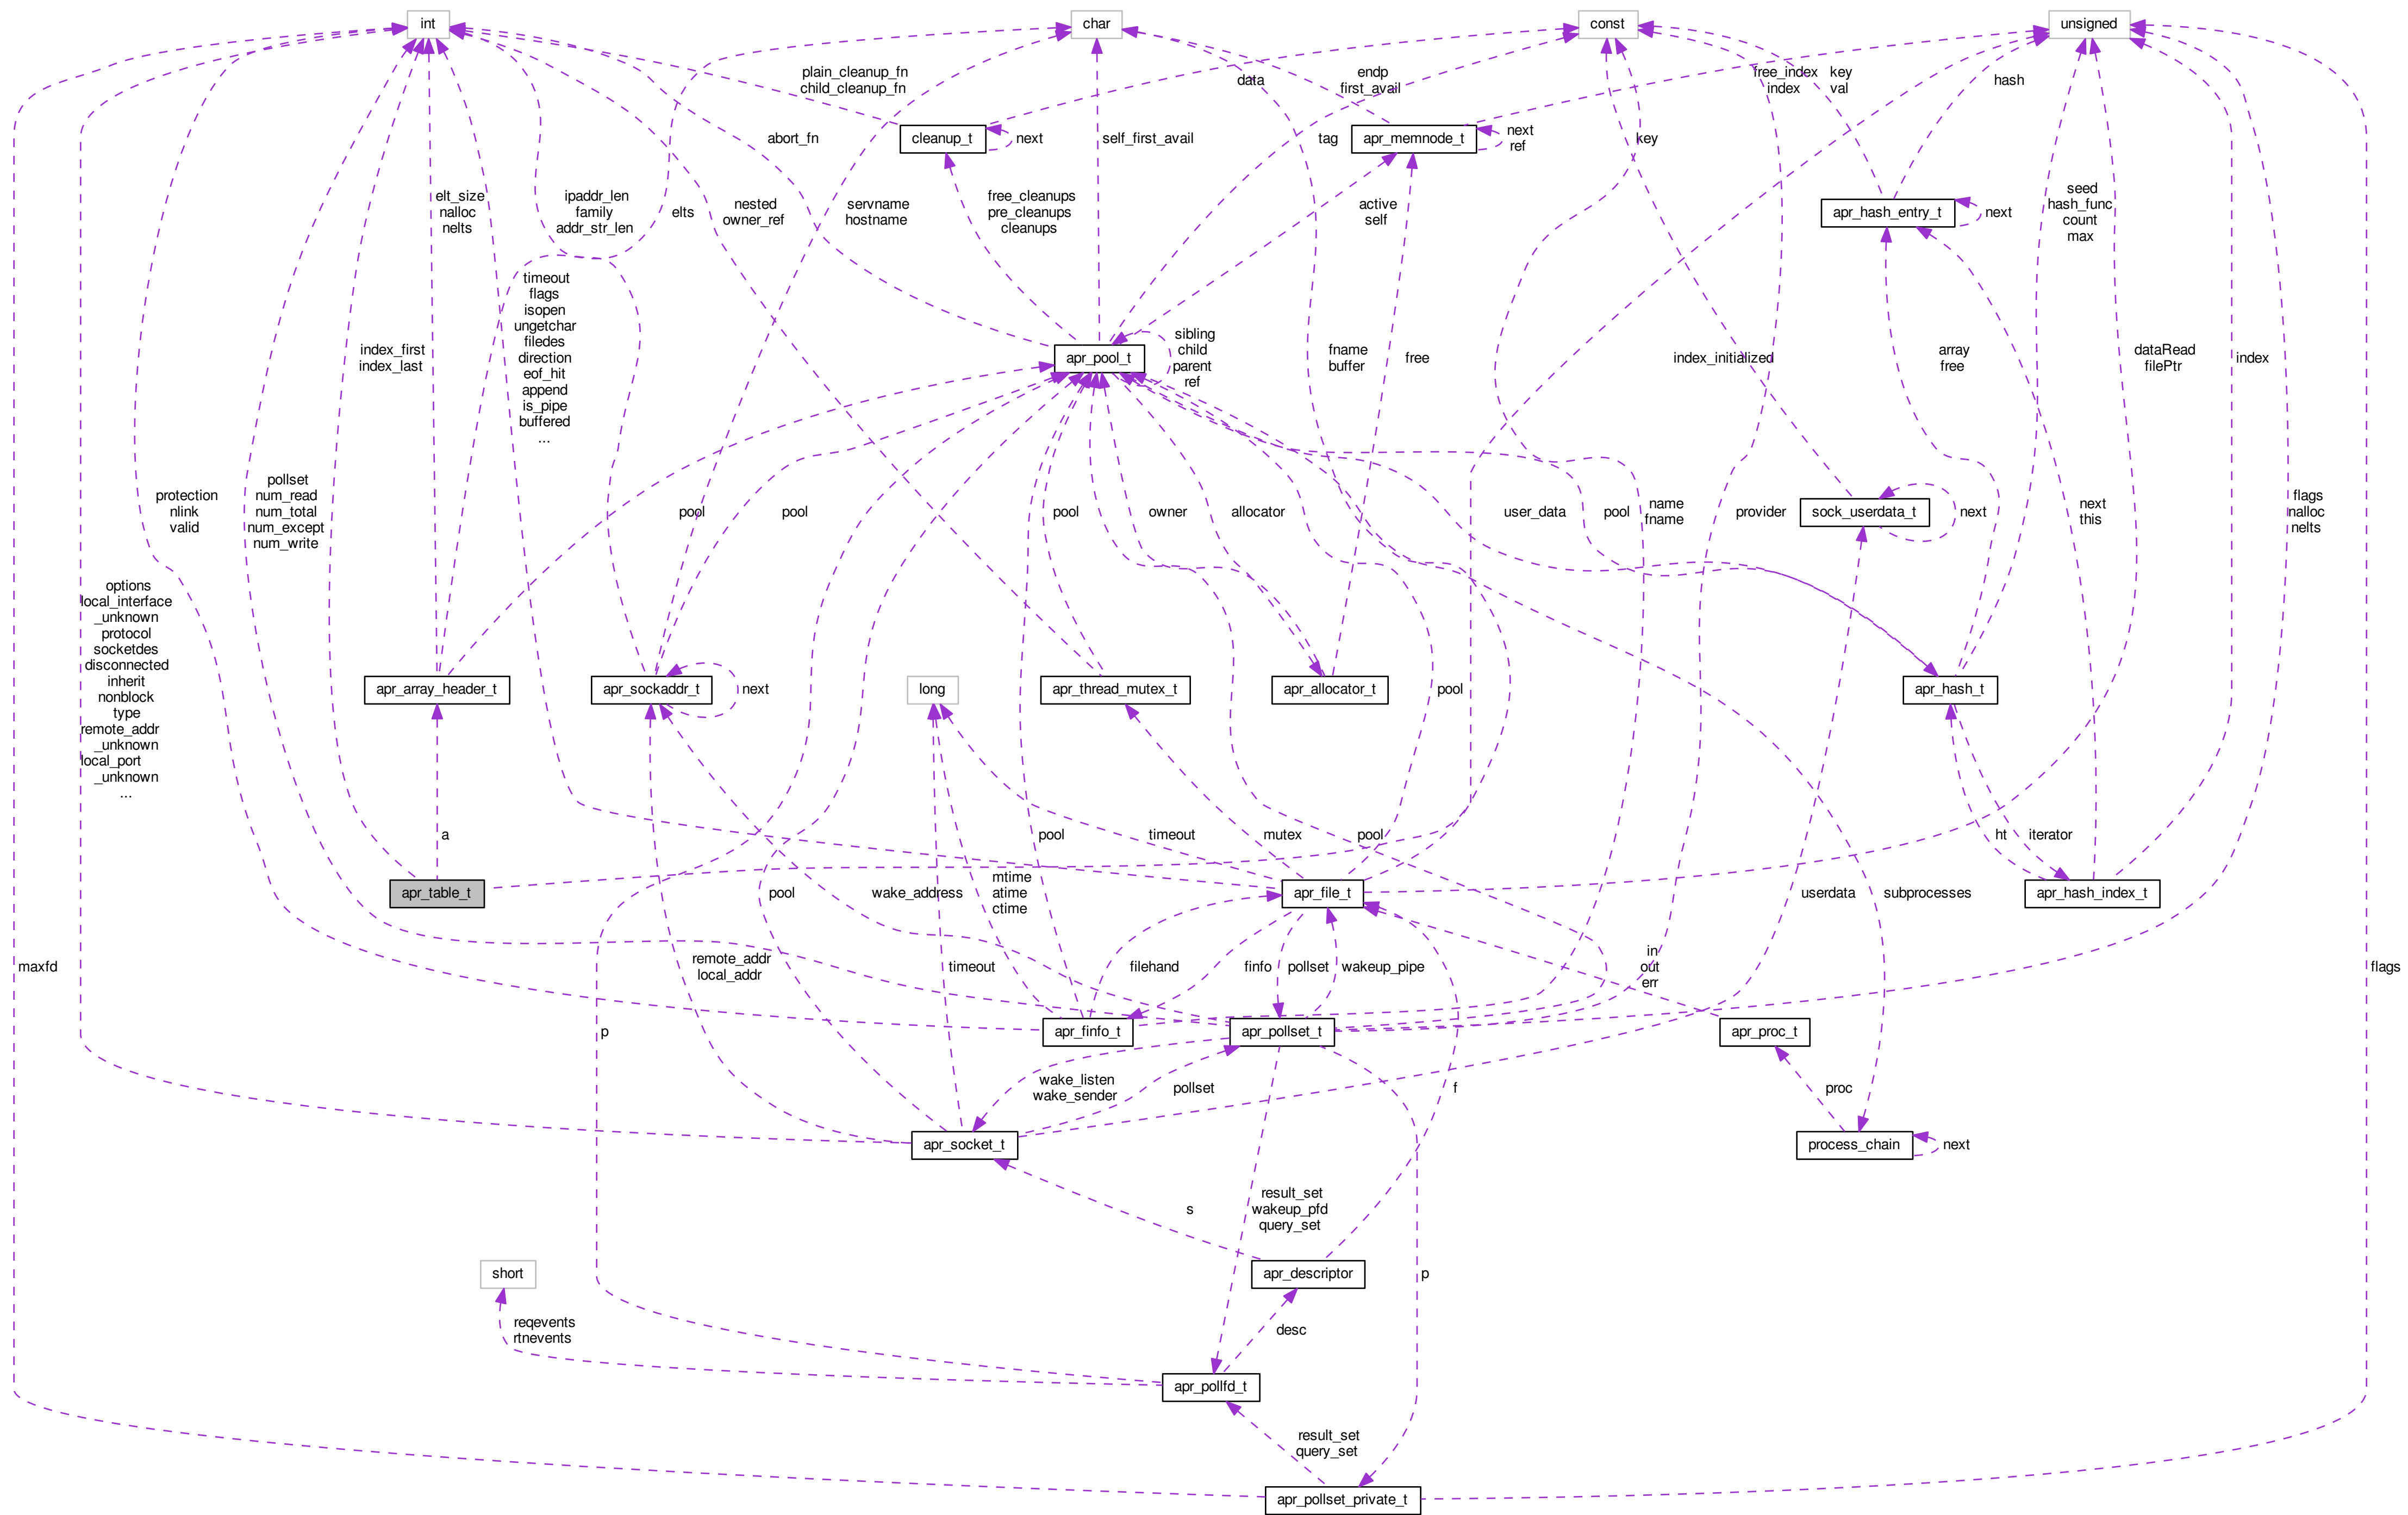 int
char
const
unsigned
plain_cleanup_fn
child_cleanup_fn
data
endp
first_avail
free_index
index
key
val
hash
abort_fn
cleanup_t
next
self_first_avail
tag
apr_memnode_t
next
ref
key
elt_size
nalloc
nelts
ipaddr_len
family
addr_str_len
elts
nested
owner_ref
servname
hostname
free_cleanups
pre_cleanups
cleanups
active
self
apr_hash_entry_t
next
seed
hash_func
count
max
timeout
flags
isopen
ungetchar
filedes
direction
eof_hit
append
is_pipe
buffered
...
index_first
index_last
apr_pool_t
sibling
child
parent
ref
fname
buffer
free
index_initialized
array
free
dataRead
filePtr
index
protection
nlink
valid
pollset
num_read
num_total
num_except
num_write
pool
pool
pool
owner
allocator
user_data
pool
name
fname
provider
sock_userdata_t
next
next
this
flags
nalloc
nelts
options
local_interface
_unknown
protocol
socketdes
disconnected
inherit
nonblock
type
remote_addr
_unknown
local_port
_unknown
...
apr_array_header_t
apr_sockaddr_t
next
long
apr_thread_mutex_t
apr_allocator_t
pool
apr_hash_t
a
pool
timeout
mutex
pool
ht
iterator
apr_table_t
pool
wake_address
mtime
atime
ctime
apr_file_t
userdata
subprocesses
apr_hash_index_t
maxfd
remote_addr
local_addr
timeout
filehand
finfo
pollset
wakeup_pipe
in
out
err
flags
p
apr_finfo_t
apr_pollset_t
apr_proc_t
wake_listen
wake_sender
pollset
f
proc
apr_socket_t
process_chain
next
s
result_set
wakeup_pfd
query_set
short
apr_descriptor
p
reqevents
rtnevents
desc
apr_pollfd_t
result_set
query_set
apr_pollset_private_t